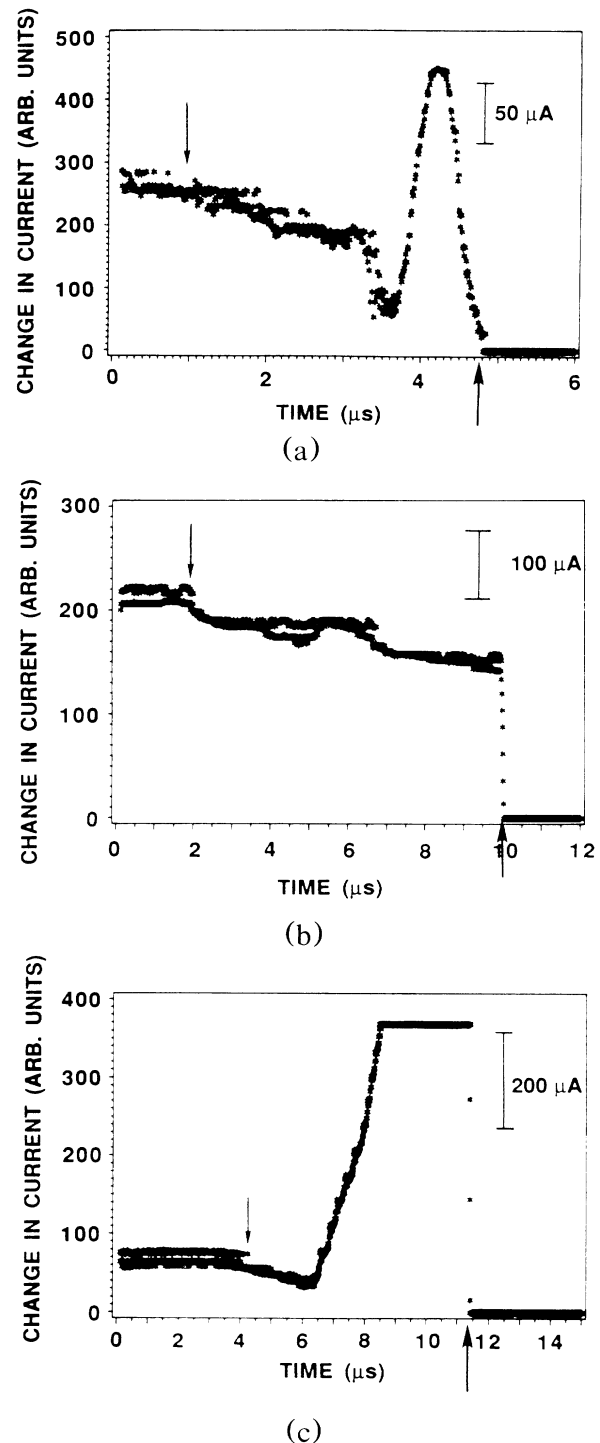 CHANGE IN CURRENT (ARB. UNITS)
500
400
300
200
100
0
50 μA
0 2 4 6
TIME (μs)
(a)
CHANGE IN CURRENT (ARB. UNITS)
300
200
100
0
100 μA
0 2 4 6 8 10 12
TIME (μs)
(b)
CHANGE IN CURRENT (ARB. UNITS)
400
300
200
100
0
200 μA
0 2 4 6 8 10 12 14
TIME (μs)
(c)